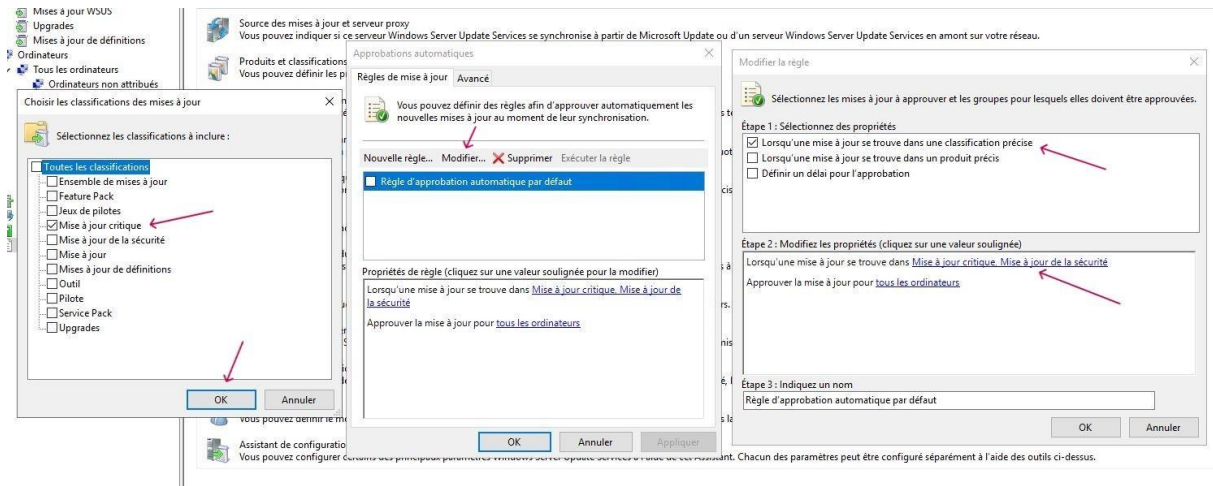 Mises à jour WSUS
Upgrades
Mises à jour de définitions
Ordinateurs
Tous les ordinateurs
Ordinateurs non attribués
Source des mises à jour et serveur proxy
Vous pouvez indiquer si ce serveur Windows Server Update Services se synchronise à partir de Microsoft Update ou d'un serveur Windows Server Update Services en amont sur votre réseau.
Produits et classifications
Vous pouvez définir les
Choisir les classifications des mises à jour
Sélectionnez les classifications à inclure :
Toutes les classifications
Ensemble de mises à jour
Feature Pack
Jeux de pilotes
Mise à jour critique
Mise à jour de la sécurité
Mise à jour
Mises à jour de définitions
Outil
Pilote
Service Pack
Upgrades
OK Annuler
Approbations automatiques
Règles de mise à jour Avancé
Vous pouvez définir des règles afin d'approuver automatiquement les
nouvelles mises à jour au moment de leur synchronisation.
Nouvelle règle... Modifier... Supprimer Exécuter la règle
Règle d'approbation automatique par défaut
Propriétés de règle (cliquez sur une valeur soulignée pour la modifier)
Lorsqu'une mise à jour se trouve dans Mise à jour critique. Mise à jour de
la sécurité
Approuver la mise à jour pour tous les ordinateurs
OK Annuler Appliquer
Modifier la règle
Sélectionnez les mises à jour à approuver et les groupes pour lesquels elles doivent être approuvées.
Étape 1 : Sélectionnez des propriétés
Lorsqu'une mise à jour se trouve dans une classification précise
Lorsqu'une mise à jour se trouve dans un produit précis
Définir un délai pour l'approbation
Étape 2 : Modifiez les propriétés (cliquez sur une valeur soulignée)
Lorsqu'une mise à jour se trouve dans Mise à jour critique. Mise à jour de la sécurité
Approuver la mise à jour pour tous les ordinateurs
Étape 3 : Indiquez un nom
Règle d'approbation automatique par défaut
OK Annuler
Vous pouvez définir le
Assistant de
Vous pouvez configurer certains des principaux paramètres Windows Server Update Services à l'aide de cet Assistant. Chacun des paramètres peut être configuré séparément à l'aide des outils ci-dessus.